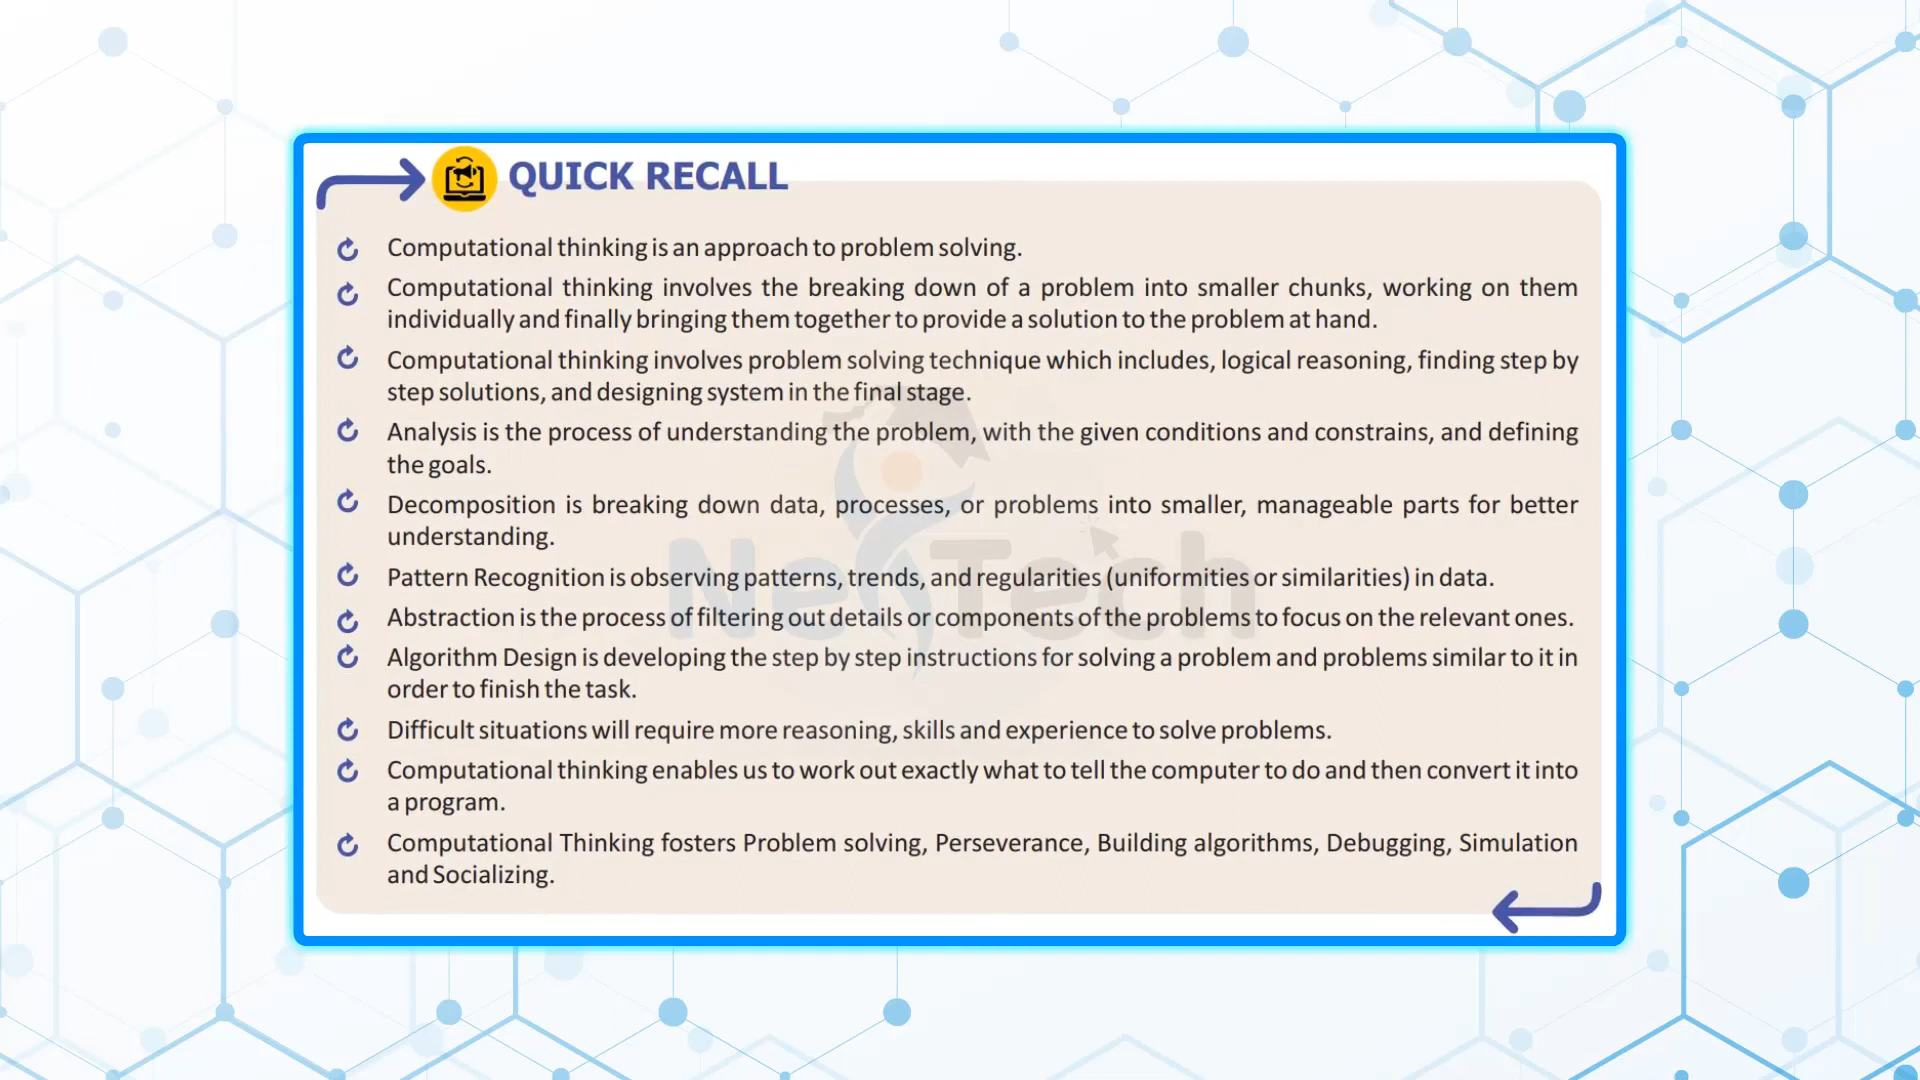 QUICK RECALL
Computational thinking is an approach to problem solving.
Computational thinking involves the breaking down of a problem into smaller chunks, working on them
individually and finally bringing them together to provide a solution to the problem at hand.
Computational thinking involves problem solving technique which includes, logical reasoning, finding step by
step solutions, and designing system in the final stage.
Analysis is the process of understanding the problem, with the given conditions and constrains, and defining
the goals.
Decomposition is breaking down data, processes, or problems into smaller, manageable parts for better
understanding.
Pattern Recognition is observing patterns, trends, and regularities (uniformities or similarities) in data.
Abstraction is the process of filtering out details or components of the problems to focus on the relevant ones.
Algorithm Design is developing the step by step instructions for solving a problem and problems similar to it in
order to finish the task.
Difficult situations will require more reasoning, skills and experience to solve problems.
Computational thinking enables us to work out exactly what to tell the computer to do and then convert it into
a program.
Computational Thinking fosters Problem solving, Perseverance, Building algorithms, Debugging, Simulation
and Socializing.